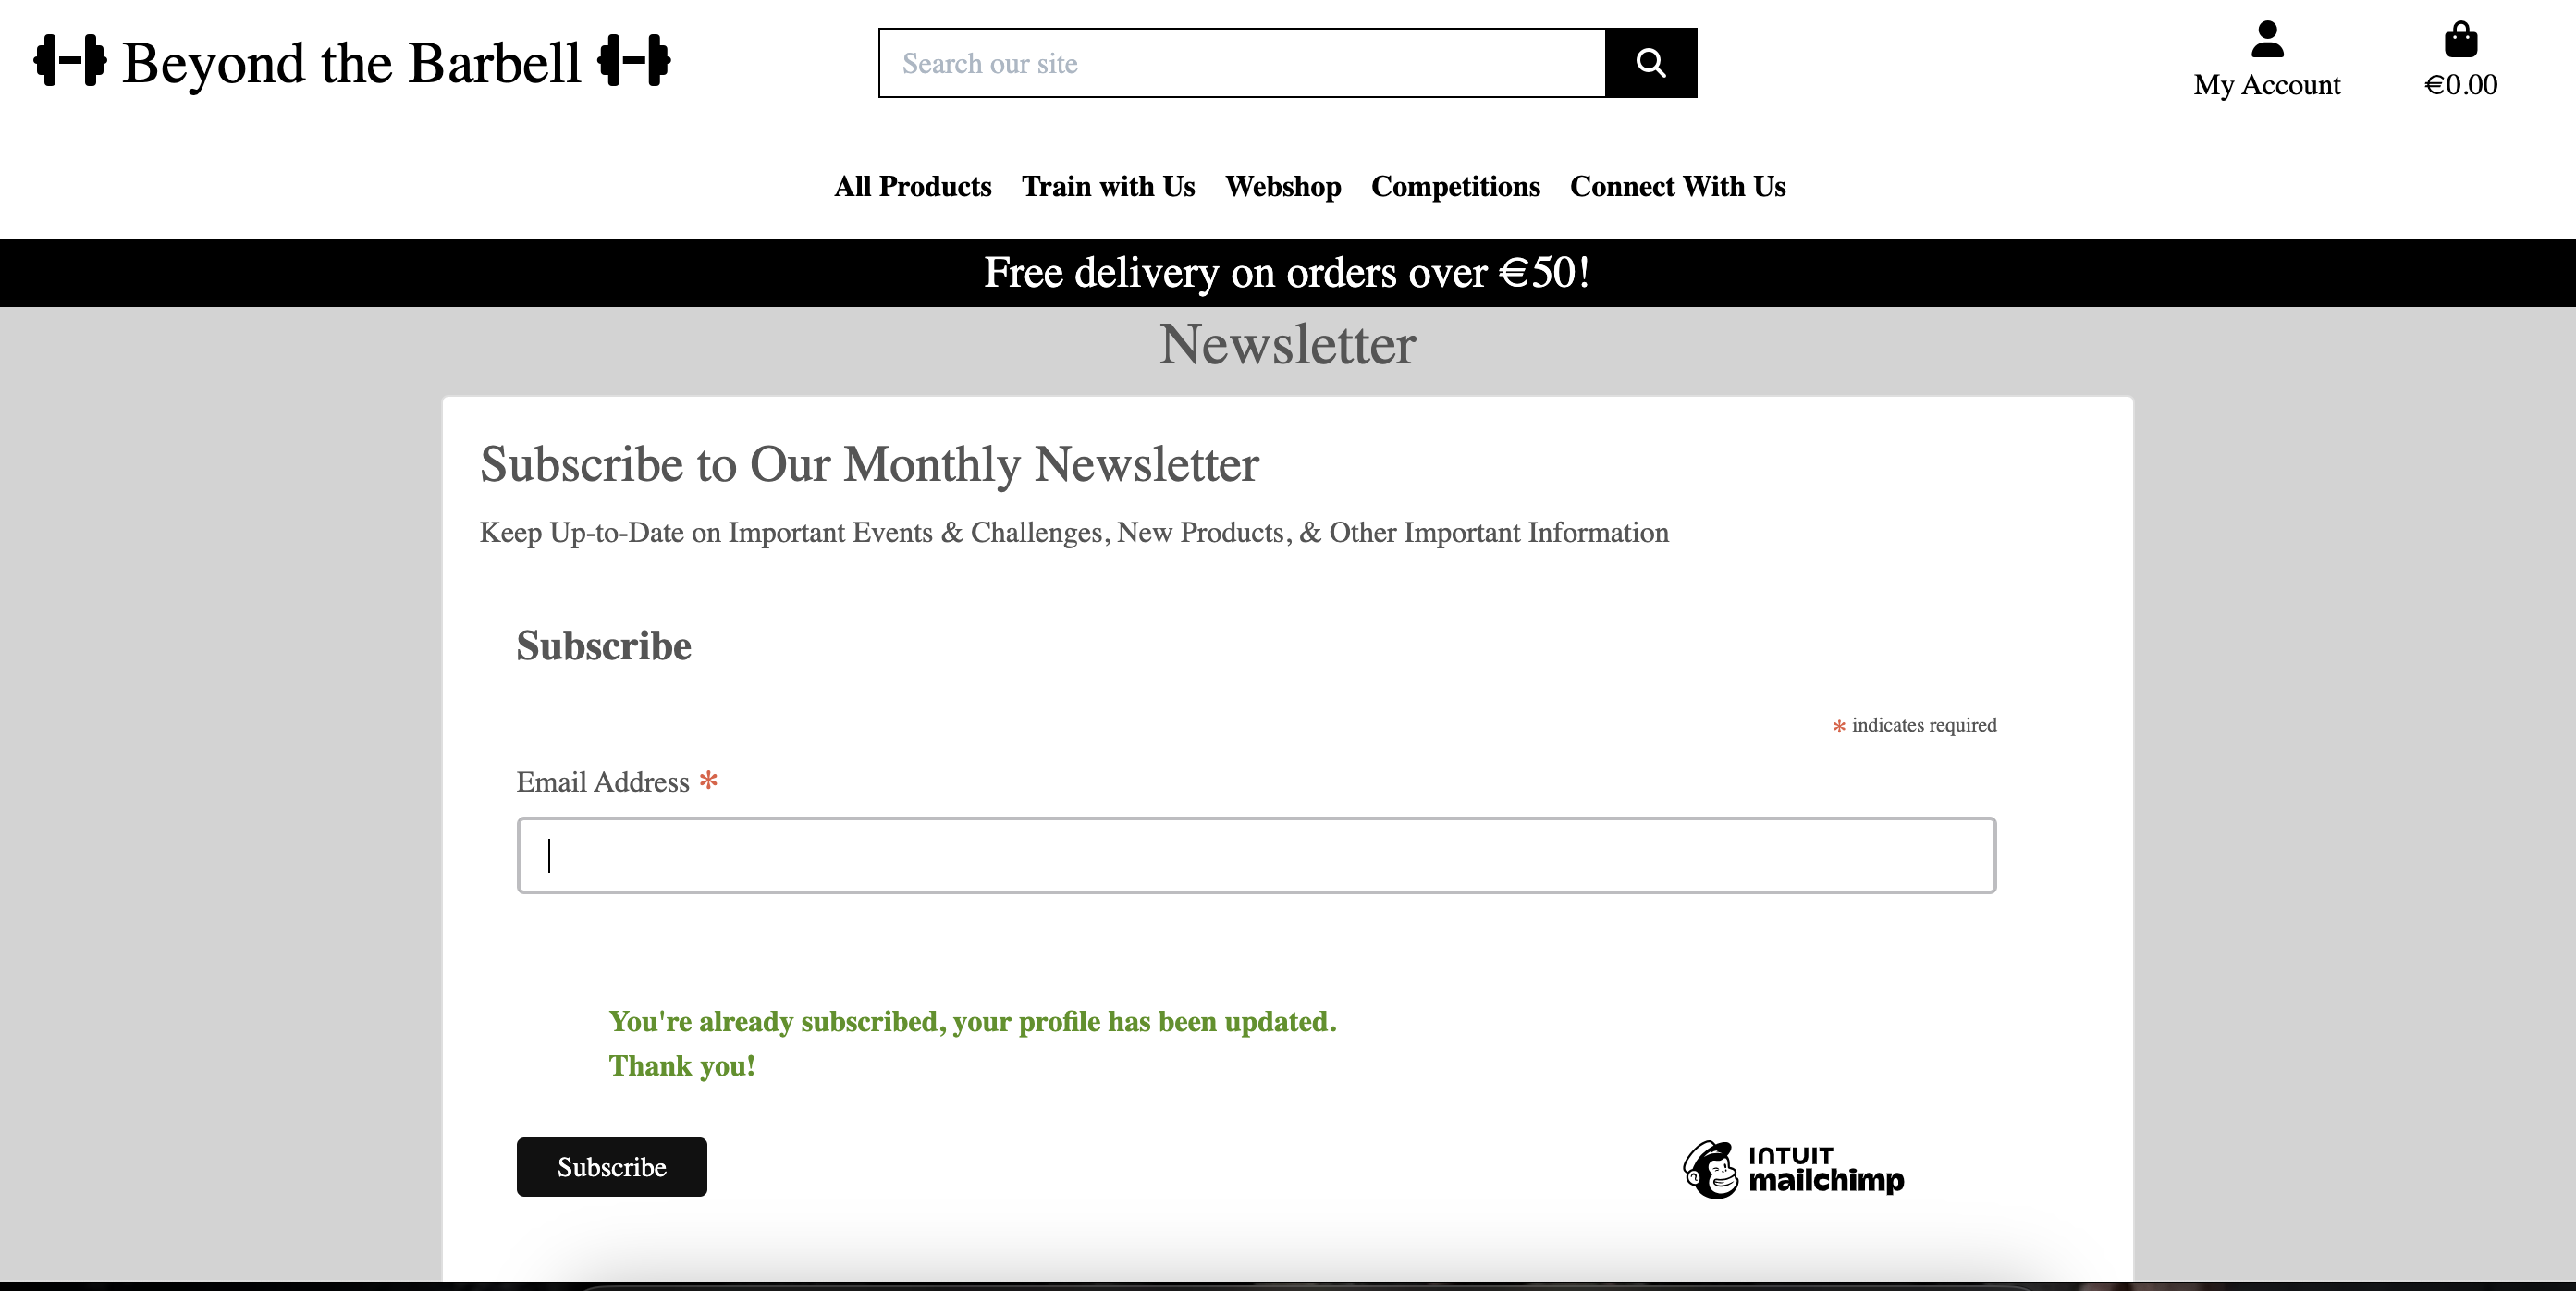 Beyond the Barbell
Search our site
My Account
€0.00
All Products Train with Us Webshop Competitions Connect With Us
Free delivery on orders over €50!
Newsletter
Subscribe to Our Monthly Newsletter
Keep Up-to-Date on Important Events & Challenges, New Products, & Other Important Information
Subscribe
* indicates required
Email Address *
You're already subscribed, your profile has been updated.
Thank you!
Subscribe
INTUIT
mailchimp